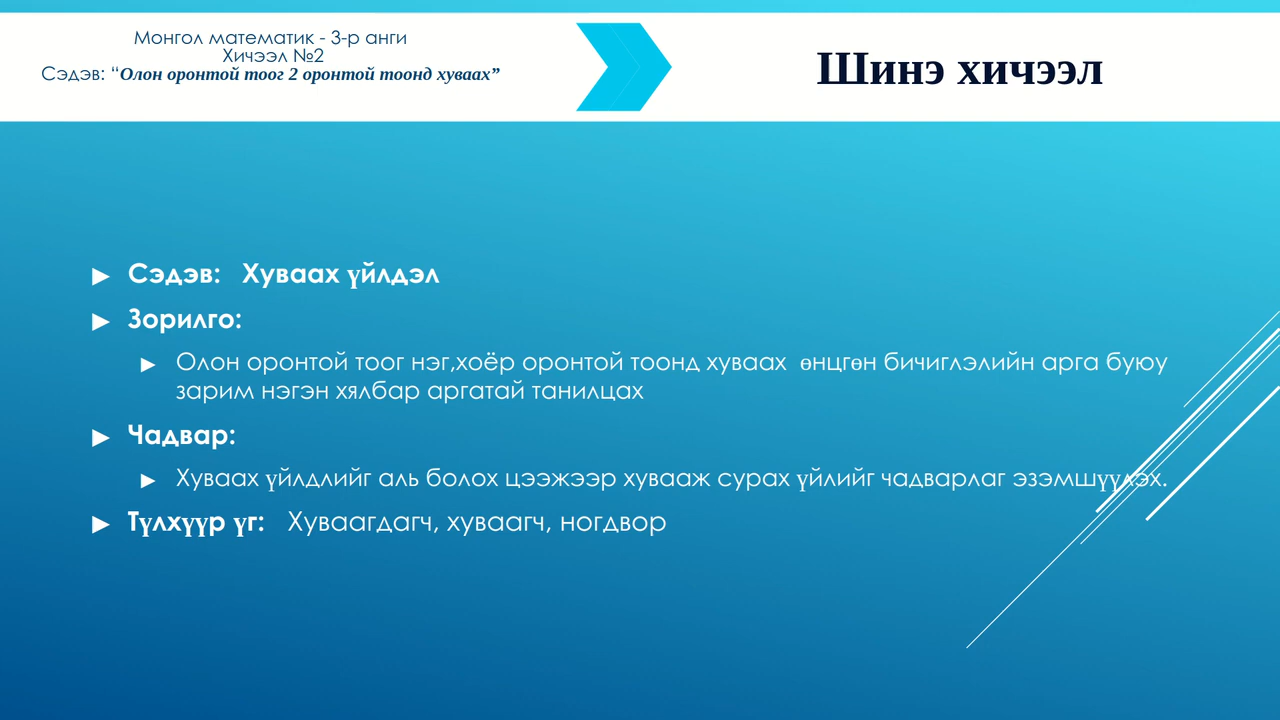 Монгол математик - 3-р анги
Хичээл №2
Сэдэв: “Олон оронтой тоог 2 оронтой тоонд хуваах”
Шинэ хичээл
Сэдэв: Хуваах үйлдэл
Зорилго:
Олон оронтой тоог нэг,хоёр оронтой тоонд хуваах өнцгөн бичиглэлийн арга буюу
зарим нэгэн хялбар аргатай танилцах
Чадвар:
Хуваах үйлдлийг аль болох цээжээр хувааж сурах үйлийг чадварлаг эзэмшүүлэх.
Түлхүүр үг: Хуваагдагч, хуваагч, ногдвор